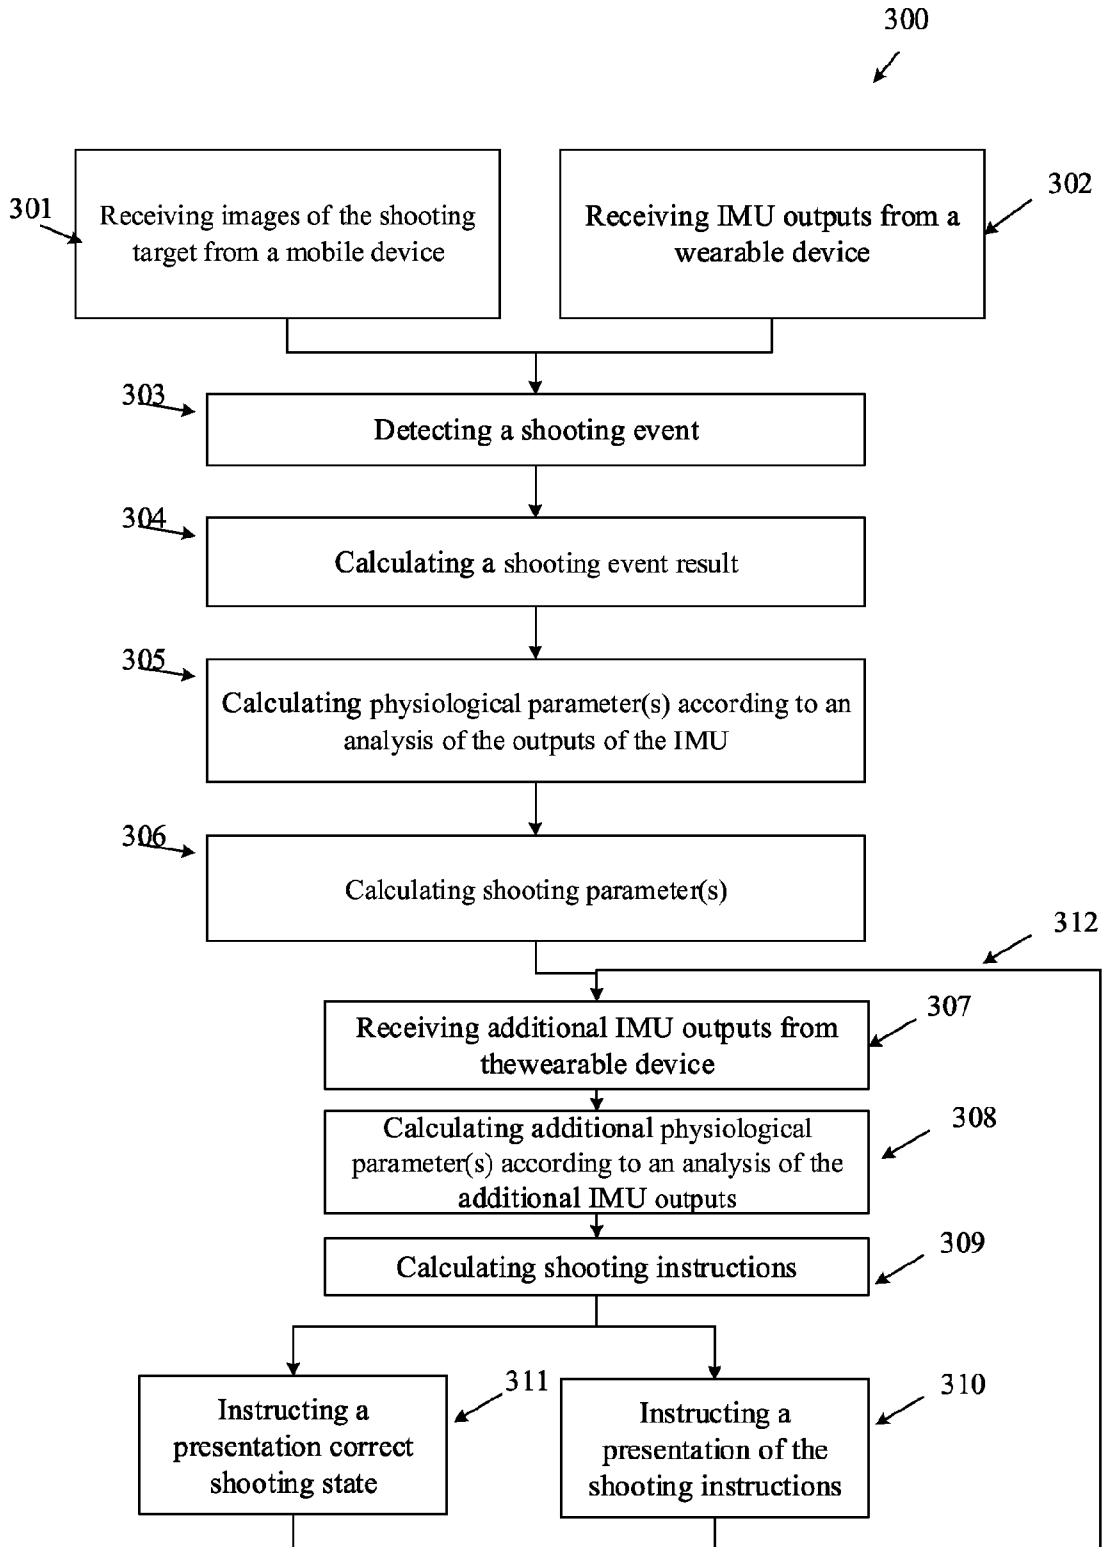 300
301
Receiving images of the shooting
target from a mobile device
302
Receiving IMU outputs from a
wearable device
303
Detecting a shooting event
304
Calculating a shooting event result
305
Calculating physiological parameter(s) according to an
analysis of the outputs of the IMU
306
Calculating shooting parameter(s)
312
307
Receiving additional IMU outputs from
thewearable device
308
Calculating additional physiological
parameter(s) according to an analysis of the
additional IMU outputs
309
Calculating shooting instructions
311
Instructing a
presentation correct
shooting state
310
Instructing a
presentation of the
shooting instructions